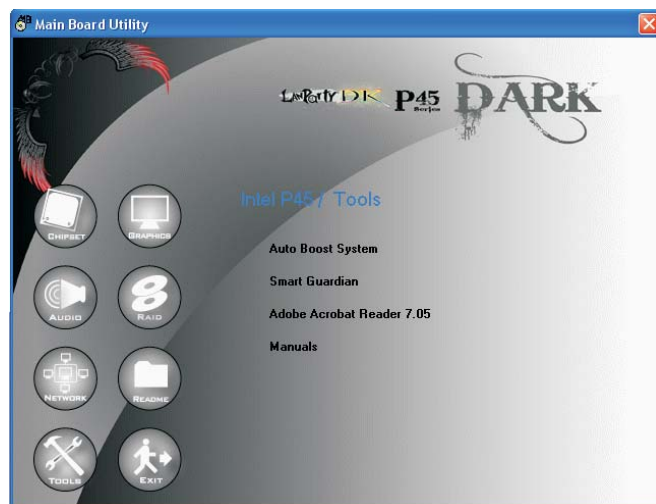 Main Board Utility
LANPARTY DK P45 DARK
Series
Intel P45 / Tools
CHIPSET GRAPHICS
Auto Boost System
Smart Guardian
AUDIO RAID
Adobe Acrobat Reader 7.05
Manuals
NETWORK README
TOOLS EXIT